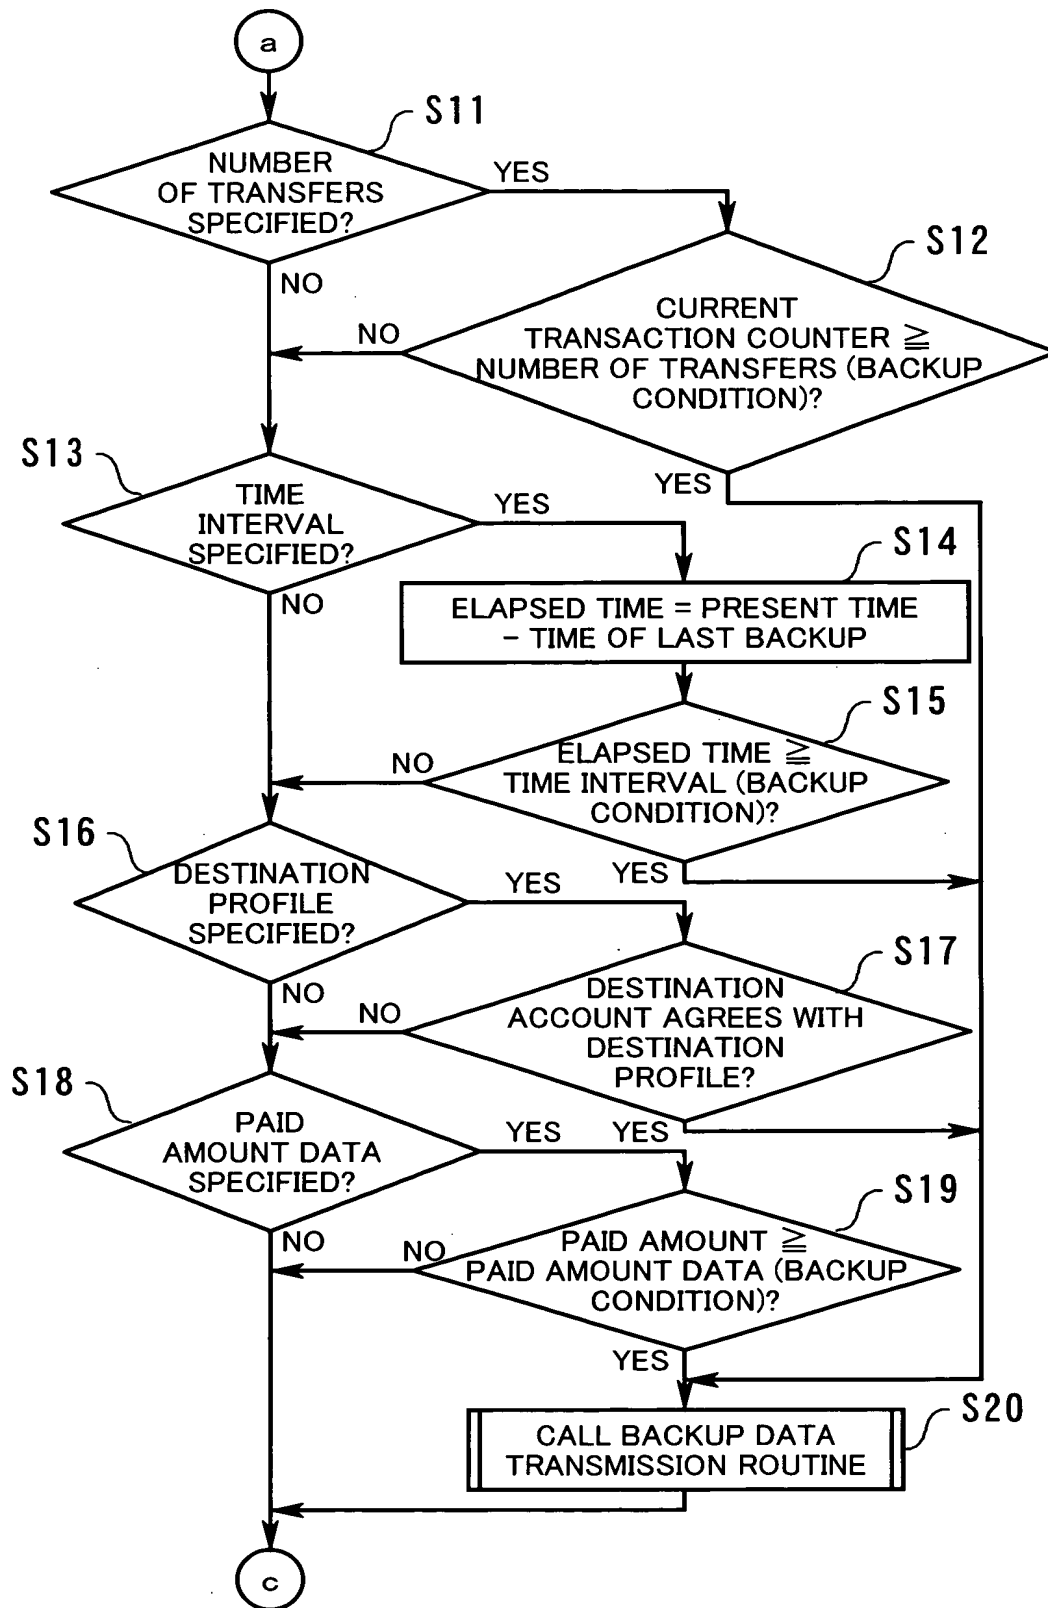 a
S11
NUMBER
OF TRANSFERS
SPECIFIED?
YES
NO
S12
CURRENT
TRANSACTION COUNTER ≧
NUMBER OF TRANSFERS (BACKUP
CONDITION)?
NO
YES
S13
TIME
INTERVAL
SPECIFIED?
YES
NO
S14
ELAPSED TIME = PRESENT TIME
- TIME OF LAST BACKUP
S15
ELAPSED TIME ≧
TIME INTERVAL (BACKUP
CONDITION)?
NO
YES
S16
DESTINATION
PROFILE
SPECIFIED?
YES
NO
S17
DESTINATION
ACCOUNT AGREES WITH
DESTINATION
PROFILE?
NO
YES
S18
PAID
AMOUNT DATA
SPECIFIED?
YES
NO
S19
PAID AMOUNT ≧
PAID AMOUNT DATA (BACKUP
CONDITION)?
NO
YES
S20
CALL BACKUP DATA
TRANSMISSION ROUTINE
c